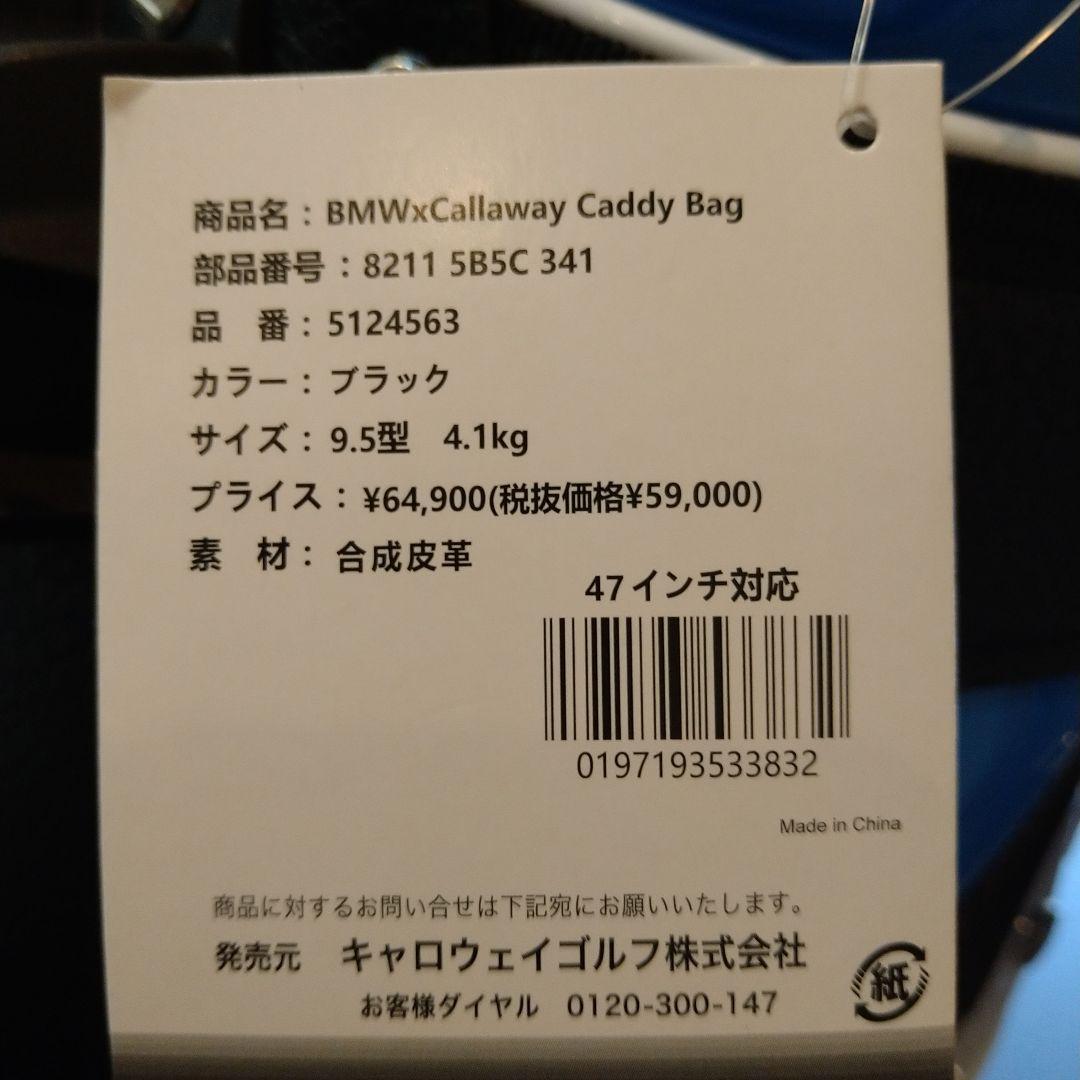 商品名：BMWxCallaway Caddy Bag
部品番号：8211 5B5C 341
品　番：5124563
カラー：ブラック
サイズ：9.5型　4.1kg
プライス：¥64,900(税抜価格¥59,000)
素　材：合成皮革
47インチ対応
0197193533832
Made in China
商品に対するお問い合せは下記宛にお願いいたします。
発売元　キャロウェイゴルフ株式会社
お客様ダイヤル　0120-300-147
紙